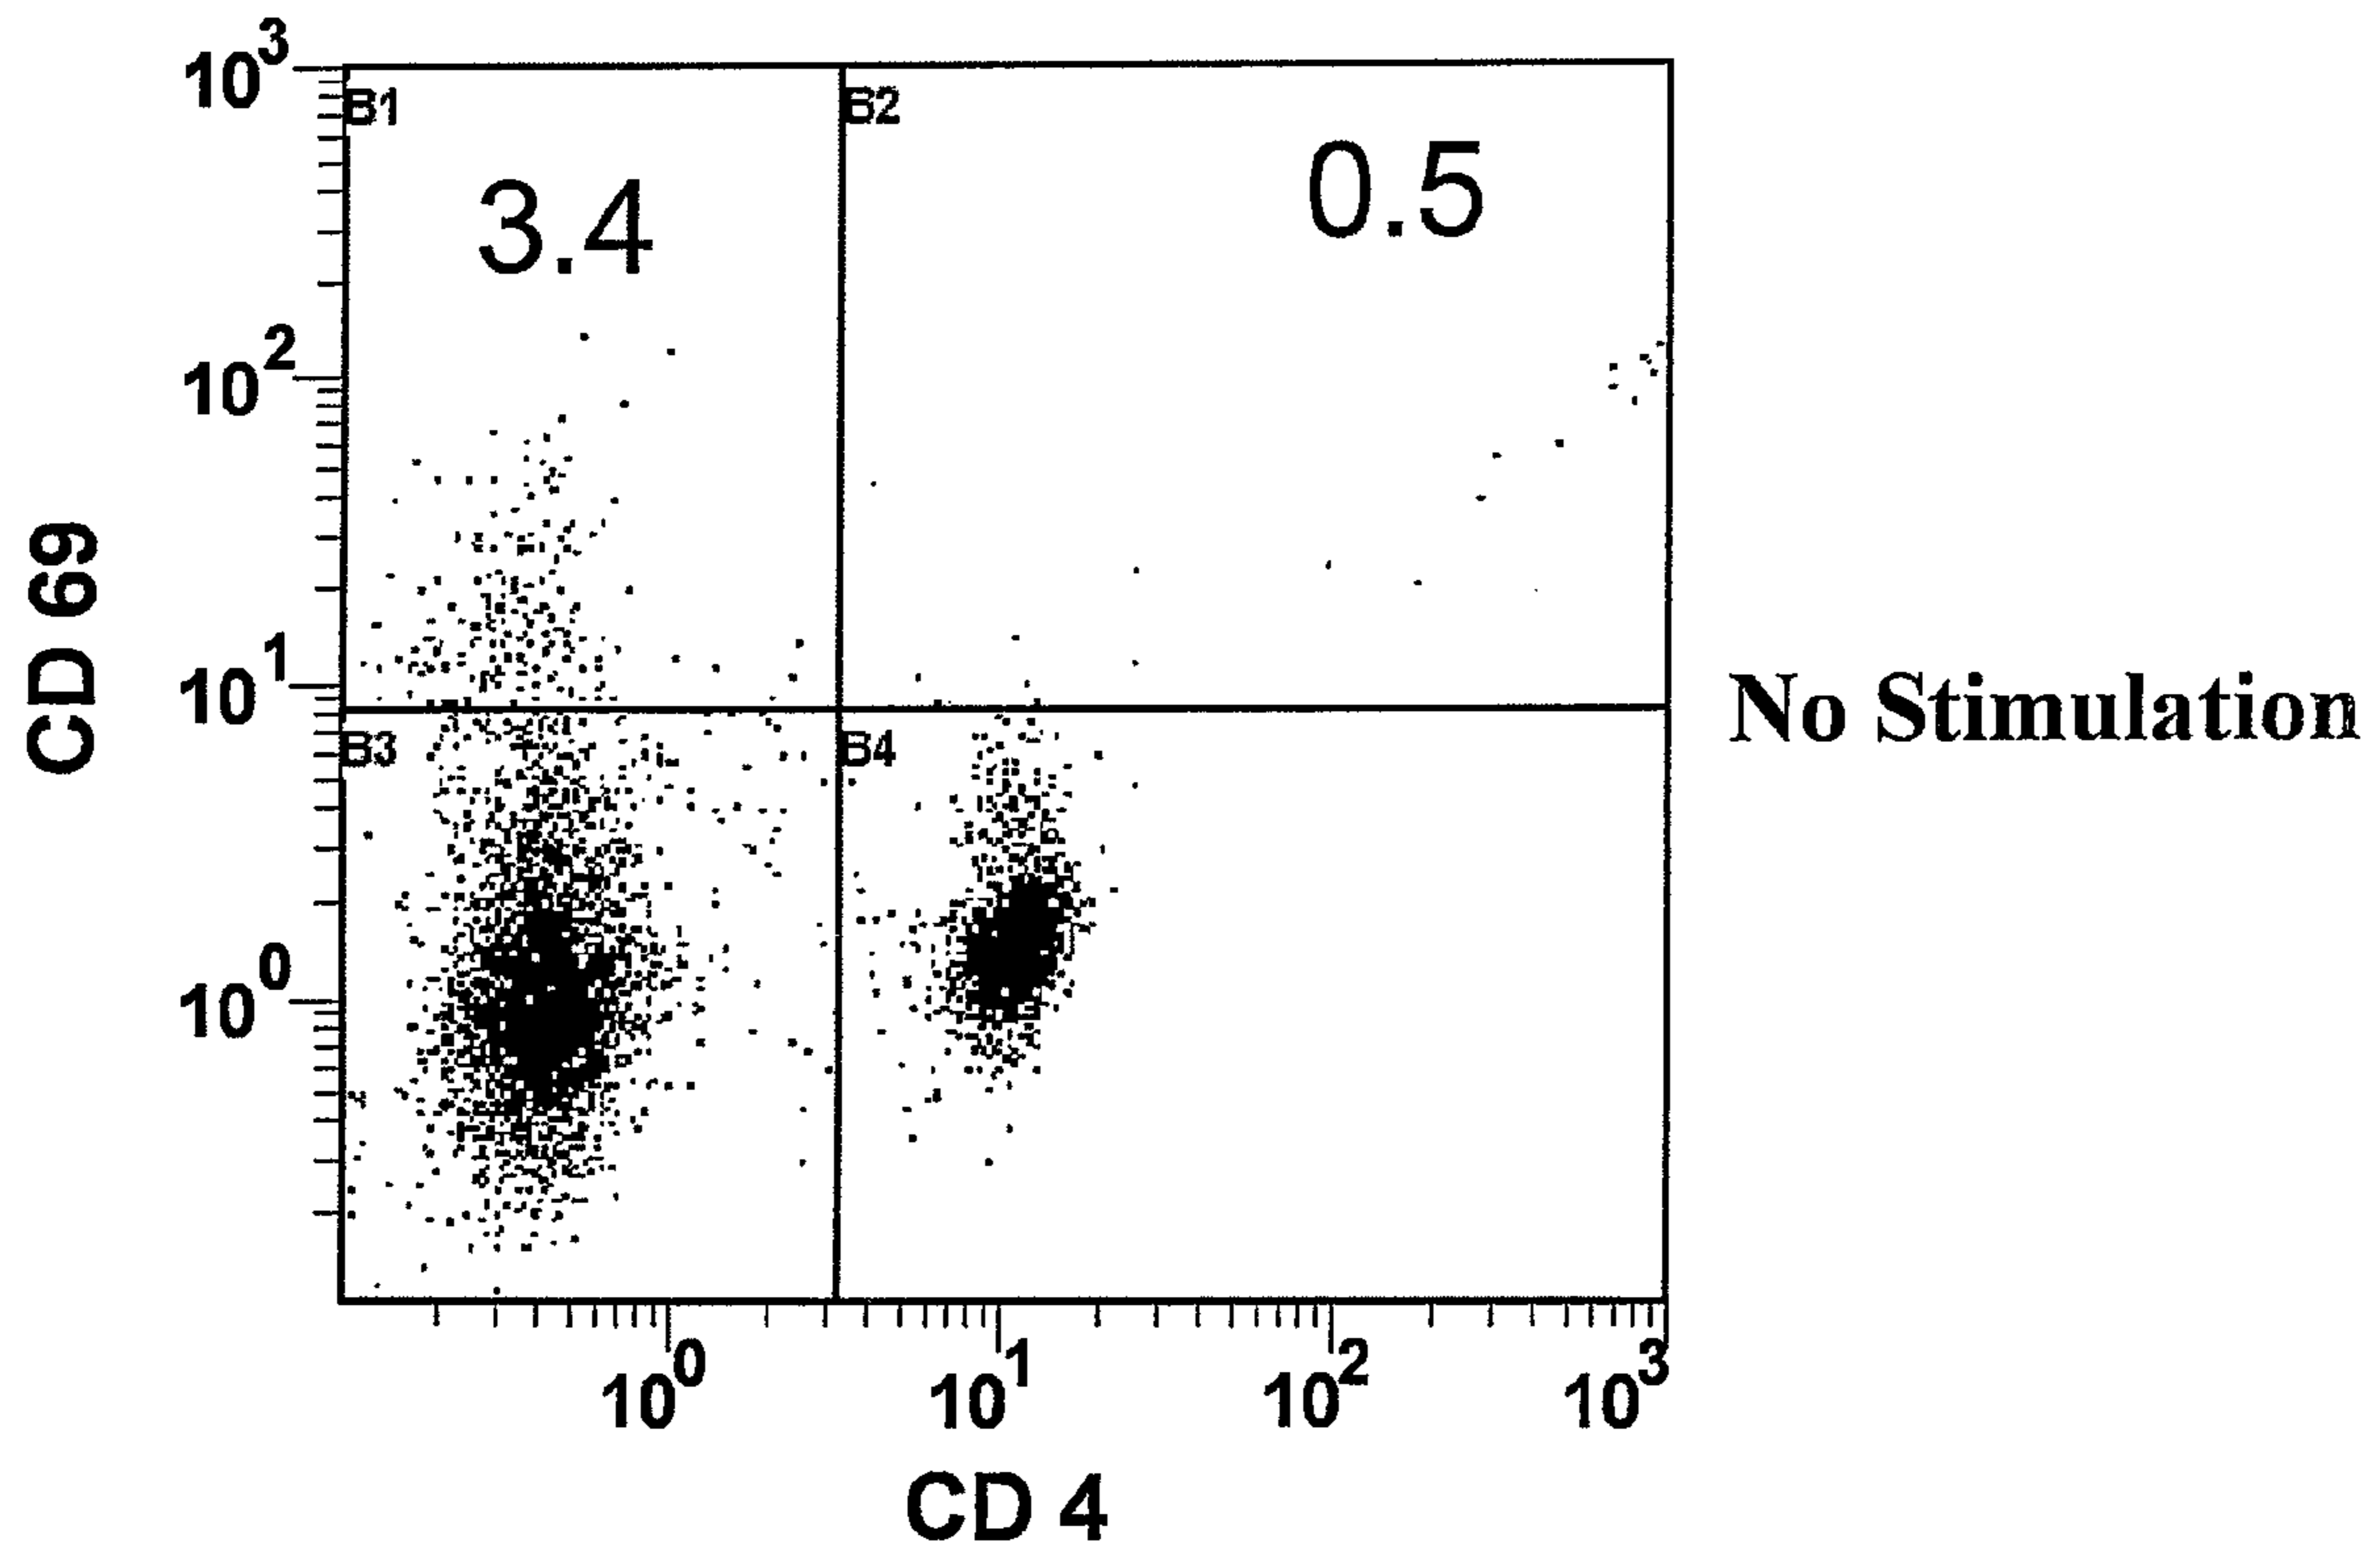 10³
B1
B2
3.4
0.5
10²
CD 69
10¹
No Stimulation
B3
B4
10⁰
10⁰
10¹
10²
10³
CD 4